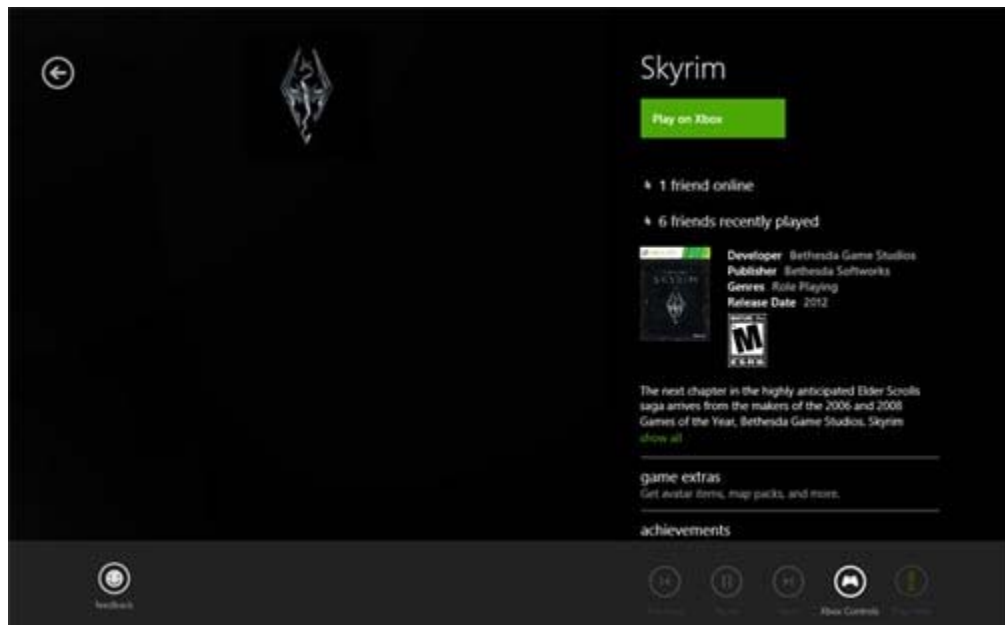 Skyrim
Play on Xbox
1 friend online
6 friends recently played
SKYRIM
Developer Bethesda Game Studios
Publisher Bethesda Softworks
Genres Role Playing
Release Date 2012
M
The next chapter in the highly anticipated Elder Scrolls
saga arrives from the makers of the 2006 and 2008
Games of the Year, Bethesda Game Studios. Skyrim
show all
game extras
Get avatar items, map packs, and more.
achievements
feedback
Xbox Controls